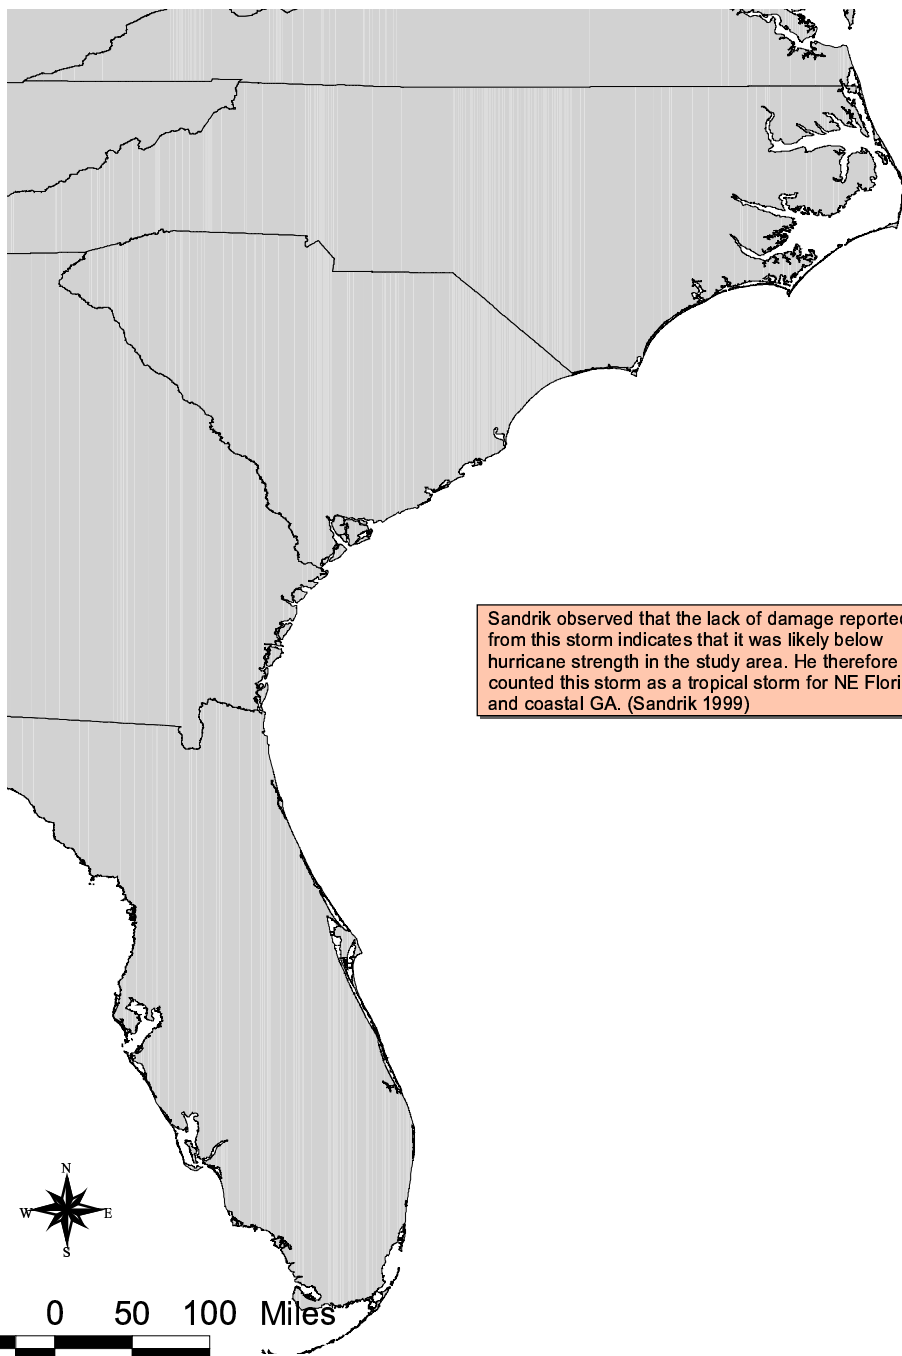 Sandrik observed that the lack of damage reported
from this storm indicates that it was likely below
hurricane strength in the study area. He therefore
counted this storm as a tropical storm for NE Flori
and coastal GA. (Sandrik 1999)
N
W E
S
0 50 100 Miles